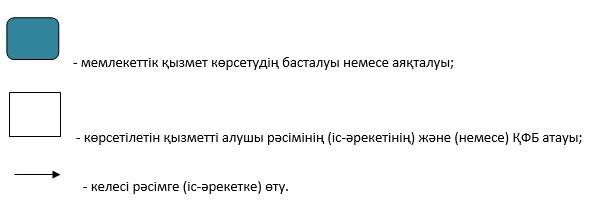 - мемлекеттік қызмет көрсетудің басталуы немесе аяқталуы;
- көрсетілетін қызметті алушы рәсімінің (іс-әрекетінің) және (немесе) ҚФБ атауы;
- келесі рәсімге (іс-әрекетке) өту.